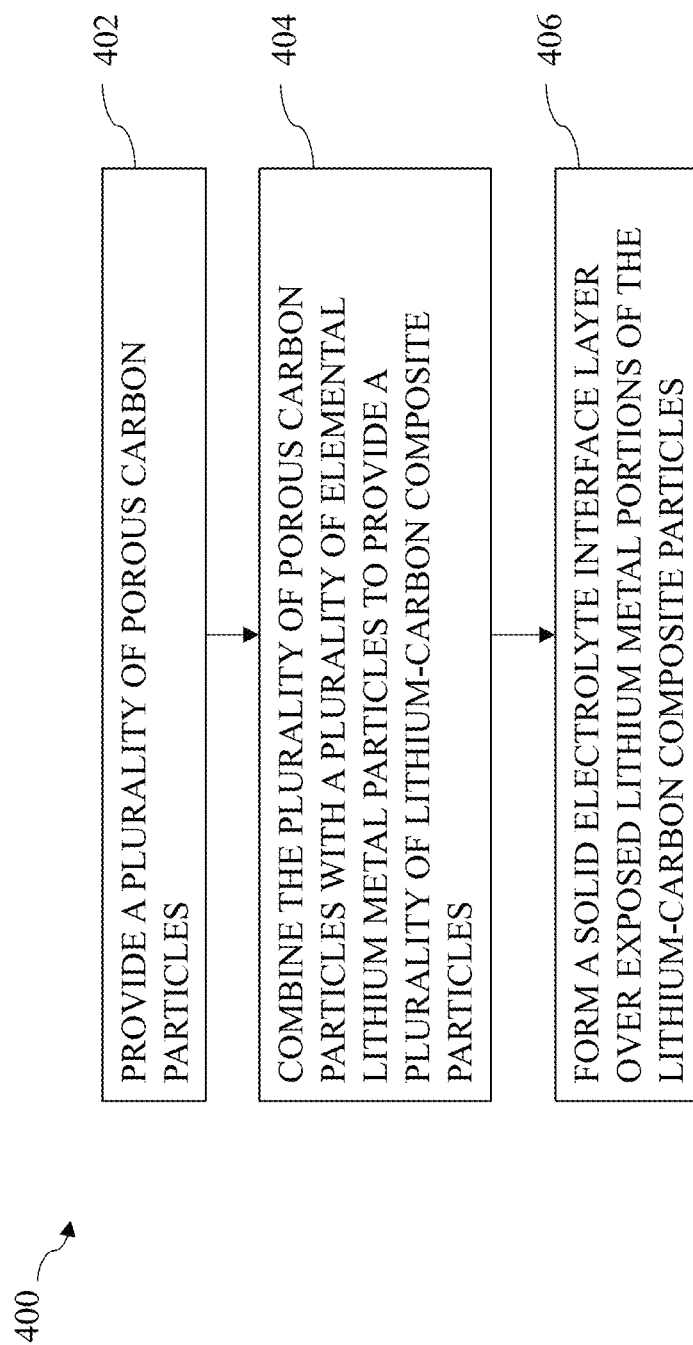 400
402
PROVIDE A PLURALITY OF POROUS CARBON
PARTICLES
404
COMBINE THE PLURALITY OF POROUS CARBON
PARTICLES WITH A PLURALITY OF ELEMENTAL
LITHIUM METAL PARTICLES TO PROVIDE A
PLURALITY OF LITHIUM-CARBON COMPOSITE
PARTICLES
406
FORM A SOLID ELECTROLYTE INTERFACE LAYER
OVER EXPOSED LITHIUM METAL PORTIONS OF THE
LITHIUM-CARBON COMPOSITE PARTICLES